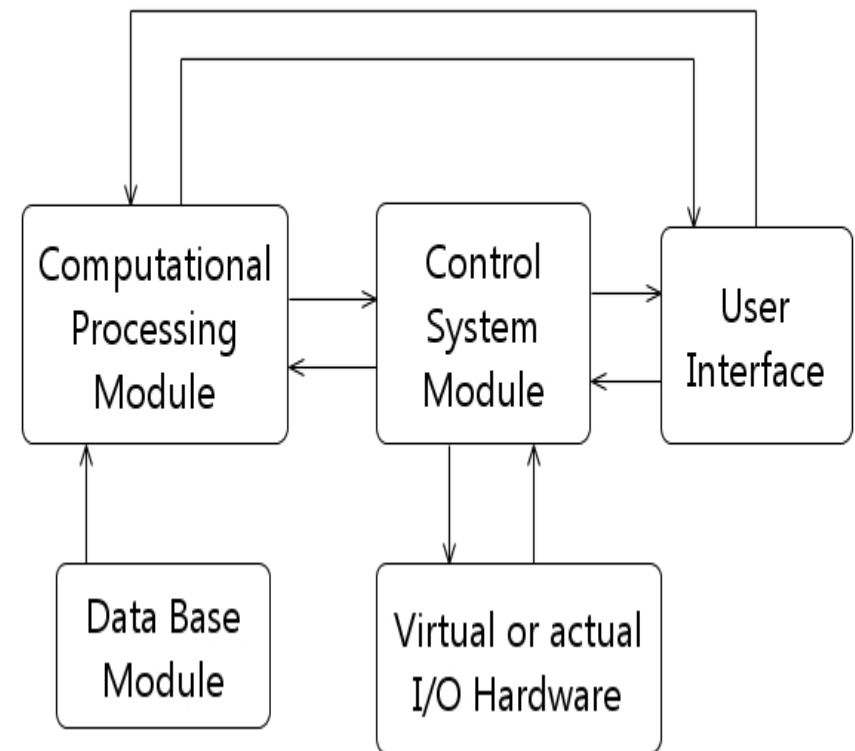 Computational
Processing
Module
Control
System
Module
User
Interface
Data Base
Module
Virtual or actual
I/O Hardware